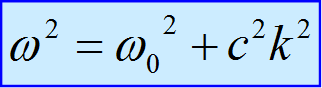 ω² = ω₀² + c²k²